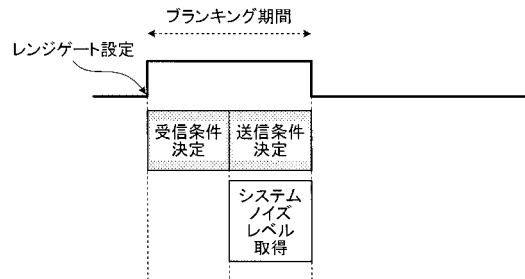 ブランキング期間
レンジゲート設定
受信条件
決定
送信条件
決定
システム
ノイズ
レベル
取得